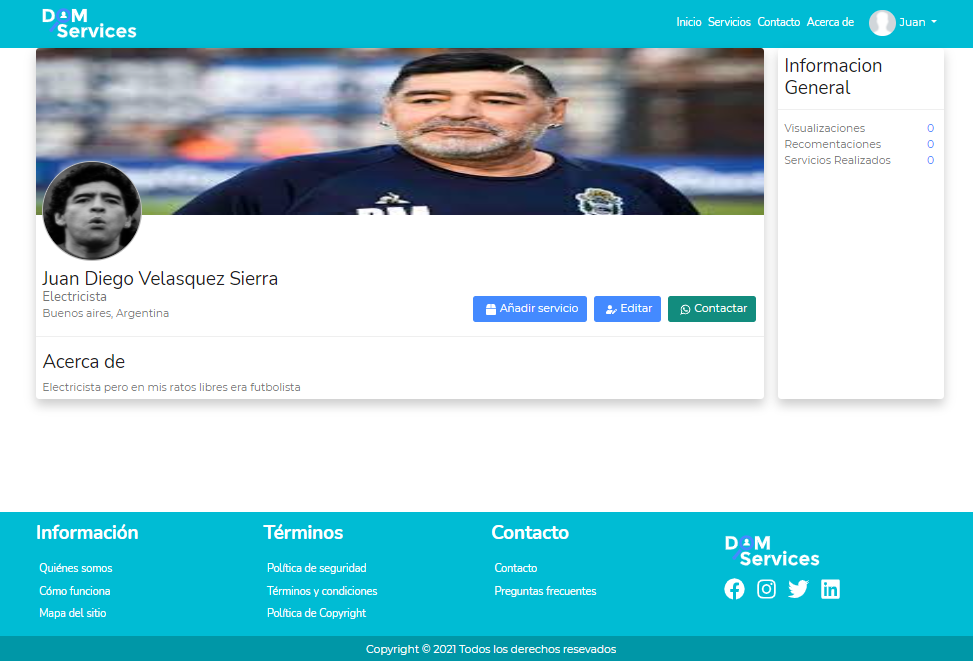 D M
Services
Inicio Servicios Contacto Acerca de Juan
Informacion
General
Visualizaciones 0
Recomentaciones 0
Servicios Realizados 0
Juan Diego Velasquez Sierra
Electricista
Buenos aires, Argentina
Añadir servicio Editar Contactar
Acerca de
Electricista pero en mis ratos libres era futbolista
Información
Quiénes somos
Cómo funciona
Mapa del sitio
Términos
Política de seguridad
Términos y condiciones
Política de Copyright
Contacto
Contacto
Preguntas frecuentes
D M
Services
Copyright © 2021 Todos los derechos resevados